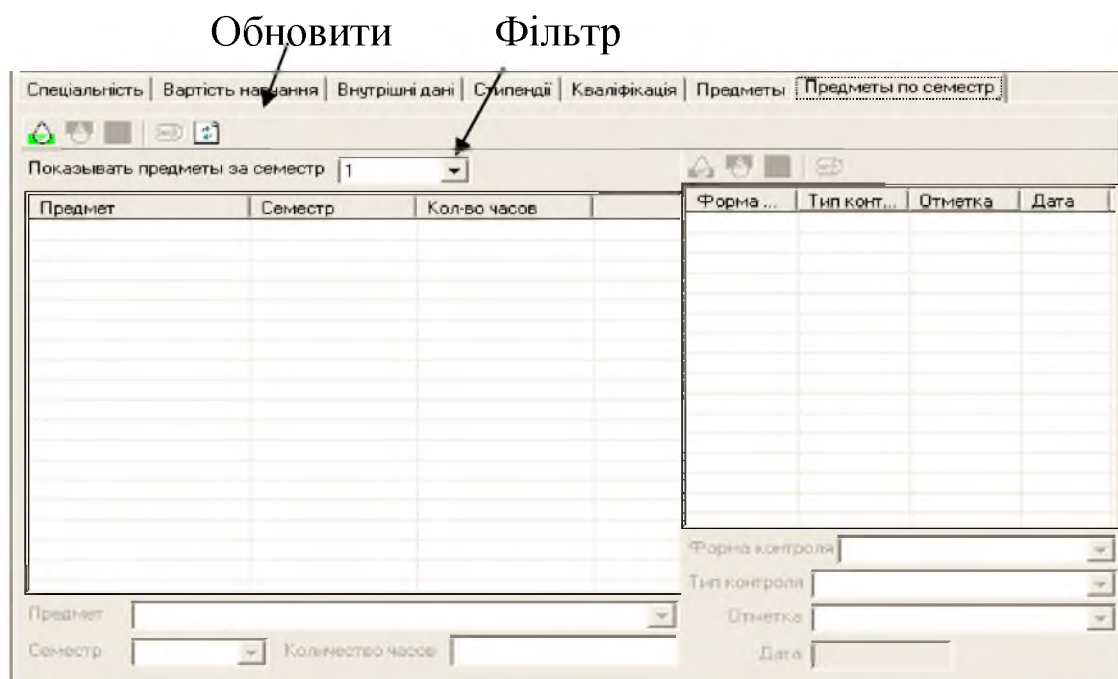 Обновити Фільтр
Спеціальність Вартість навчання Внутрішні дані Стипендії Кваліфікація Предметы Предметы по семестр
Показывать предметы за семестр 1
Предмет Семестр Кол-во часов
Форма ... Тип конт... Отметка Дата
Форма контроля
Тип контроля
Отметка
Дата
Предмет
Семестр Количество часов